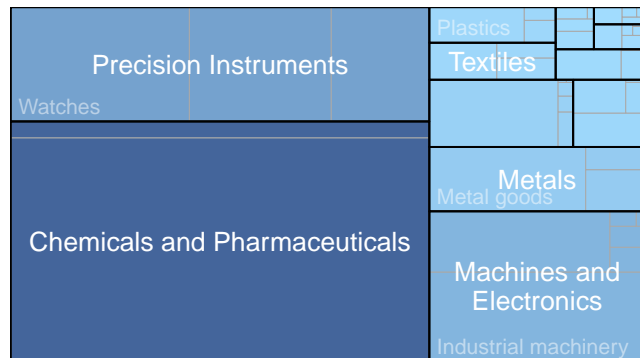 Precision Instruments
Watches
Chemicals and Pharmaceuticals
Plastics
Textiles
Metals
Metal goods
Machines and
Electronics
Industrial machinery